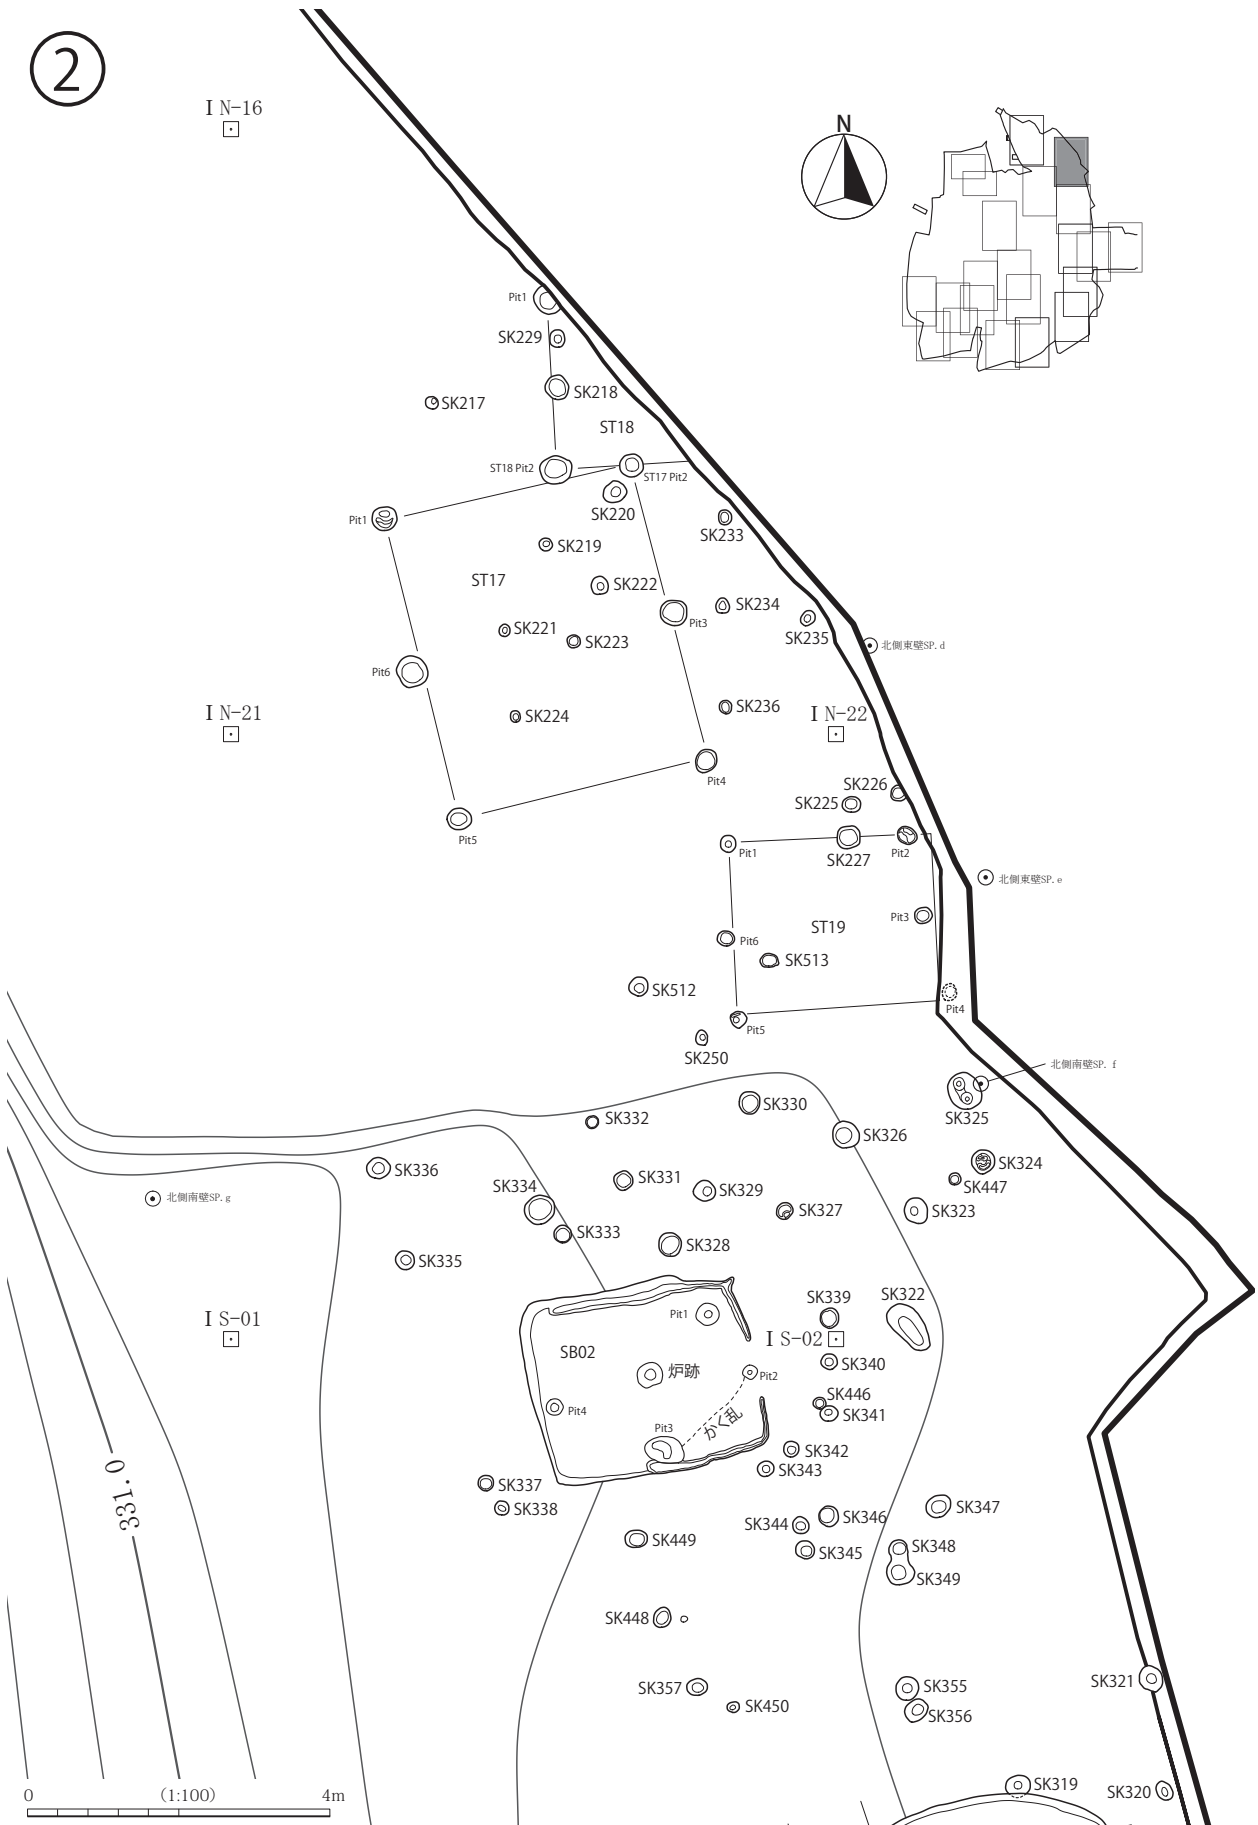 2
I N-16
N
Pit1
SK229
SK218
SK217
ST18
ST18 Pit2
ST17 Pit2
Pit1
SK220
SK233
SK219
ST17
SK222
SK234
Pit3
SK235
SK221
SK223
北側東壁SP.d
Pit6
SK236
I N-21
SK224
I N-22
Pit4
SK226
SK225
Pit5
Pit1
SK227
Pit2
北側東壁SP.e
Pit3
ST19
Pit6
SK513
SK512
Pit4
Pit5
SK250
北側南壁SP.f
SK330
SK325
SK332
SK326
SK336
SK324
SK331
SK447
SK334
SK329
北側南壁SP.g
SK327
SK323
SK333
SK328
SK335
SK339
SK322
Pit1
I S-01
I S-02
SB02
SK340
炉跡
Pit2
SK446
Pit4
SK341
かく乱
Pit3
SK342
SK343
331.0
SK337
SK338
SK347
SK344
SK346
SK449
SK348
SK345
SK349
SK448
SK321
SK357
SK355
SK450
SK356
SK319
SK320
0 (1:100) 4m